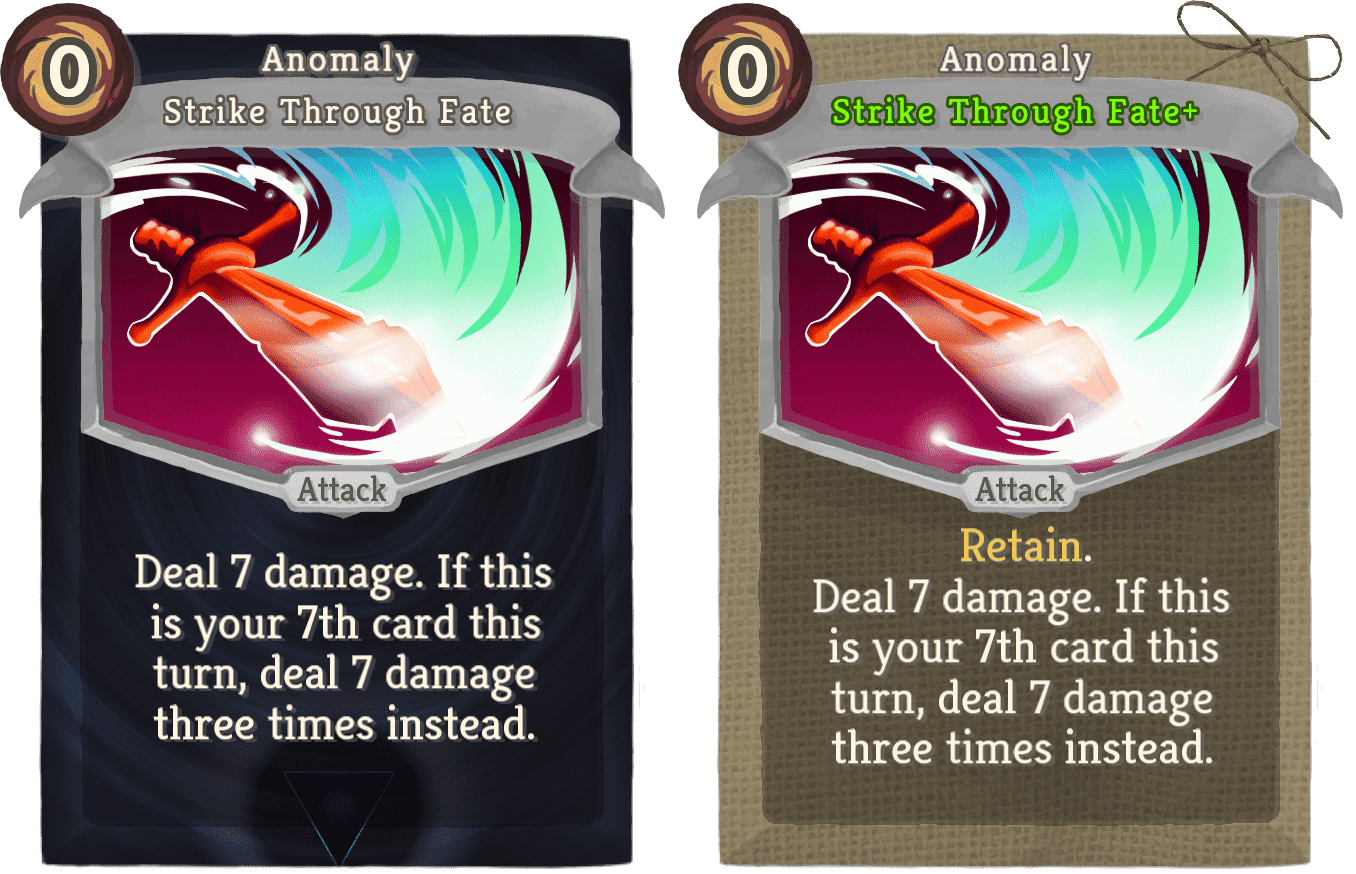 0
Anomaly
Strike Through Fate
Attack
Deal 7 damage. If this
is your 7th card this
turn, deal 7 damage
three times instead.
0
Anomaly
Strike Through Fate+
Attack
Retain.
Deal 7 damage. If this
is your 7th card this
turn, deal 7 damage
three times instead.